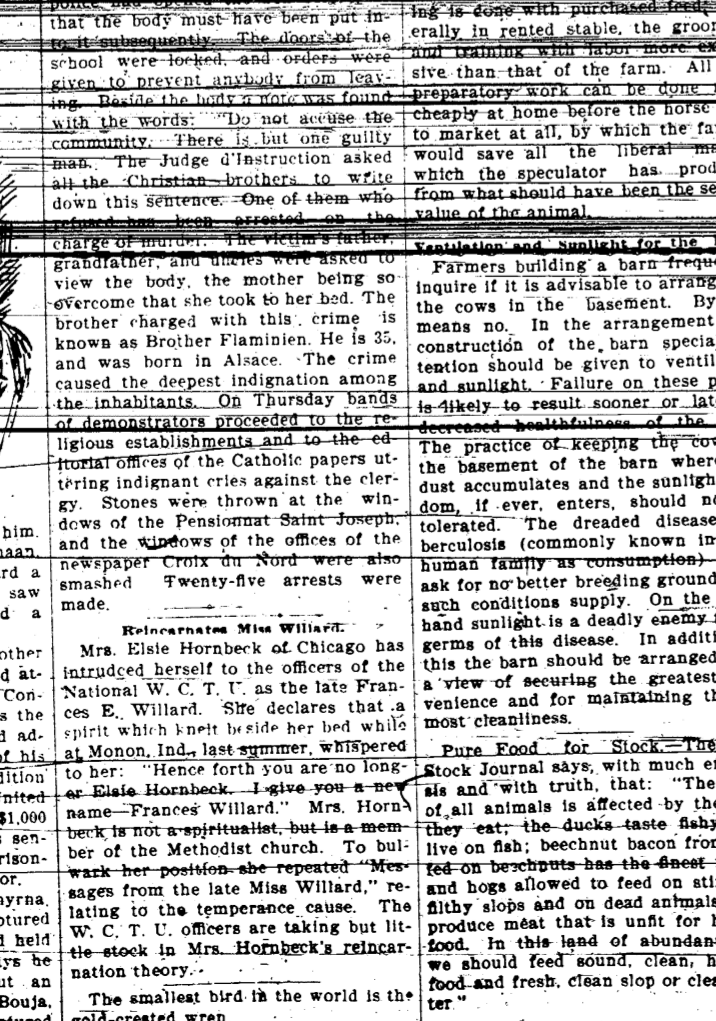 that the body must have been put in-
to it subsequently. The doors of the
school were locked, and orders were
given to prevent anybody from leav-
ing. Beside the body a note was found
with the words: "Do not accuse the
community. There is but one guilty
man. The Judge d'Instruction asked
all the Christian brothers to write
down this sentence. One of them who
refused has been arrested on the
charge of murder. The victim's father,
grandfather, and uncles were asked to
view the body, the mother being so
overcome that she took to her bed. The
brother charged with this crime is
known as Brother Flaminien. He is 35,
and was born in Alsace. The crime
caused the deepest indignation among
the inhabitants. On Thursday bands
of demonstrators proceeded to the re-
ligious establishments and to the ed-
itorial offices of the Catholic papers ut-
tering indignant cries against the cler-
gy. Stones were thrown at the win-
dows of the Pensionnat Saint Joseph,
and the windows of the offices of the
newspaper Croix du Nord were also
smashed Twenty-five arrests were
made.
Reincarnates Miss Willard.
Mrs. Elsie Hornbeck of Chicago has
intruded herself to the officers of the
National W. C. T. U. as the late Fran-
ces E. Willard. She declares that a
spirit which knelt beside her bed while
at Monon, Ind., last summer, whispered
to her: "Hence forth you are no long-
er Elsie Hornbeck. I give you a new
name—Frances Willard." Mrs. Horn-
beck is not a spiritualist, but is a mem-
ber of the Methodist church. To bul-
wark her position she repeated "Mes-
sages from the late Miss Willard," re-
lating to the temperance cause. The
W. C. T. U. officers are taking but lit-
tle stock in Mrs. Hornbeck's reincar-
nation theory.
The smallest bird in the world is the
gold-crested wren
ing is done with purchased feed,
erally in rented stable, the groo
and training with labor more ex
sive than that of the farm. All
preparatory work can be done
cheaply at home before the horse
to market at all, by which the fa
would save all the liberal ma
which the speculator has prod
from what should have been the se
value of the animal.
Ventilation and Sunlight for the
Farmers building a barn freque
inquire if it is advisable to arrang
the cows in the basement. By
means no. In the arrangement
construction of the barn specia
tention should be given to ventil
and sunlight. Failure on these p
is likely to result sooner or late
decreased healthfulness of the
The practice of keeping the cow
the basement of the barn where
dust accumulates and the sunligh
dom, if ever, enters, should no
tolerated. The dreaded disease
berculosis (commonly known in
human family as consumption)
ask for no better breeding ground
such conditions supply. On the
hand sunlight is a deadly enemy
germs of this disease. In additi
this the barn should be arranged
a view of securing the greatest
venience and for maintaining th
most cleanliness.
Pure Food for Stock.—The
Stock Journal says, with much em
sis and with truth, that: "The
of all animals is affected by the
they eat; the ducks taste fishy
live on fish; beechnut bacon from
fed on beechnuts has the finest
and hogs allowed to feed on sti
filthy slops and on dead animals
produce meat that is unfit for h
food. In this land of abundan
we should feed sound, clean, h
food and fresh, clean slop or clea
ter."